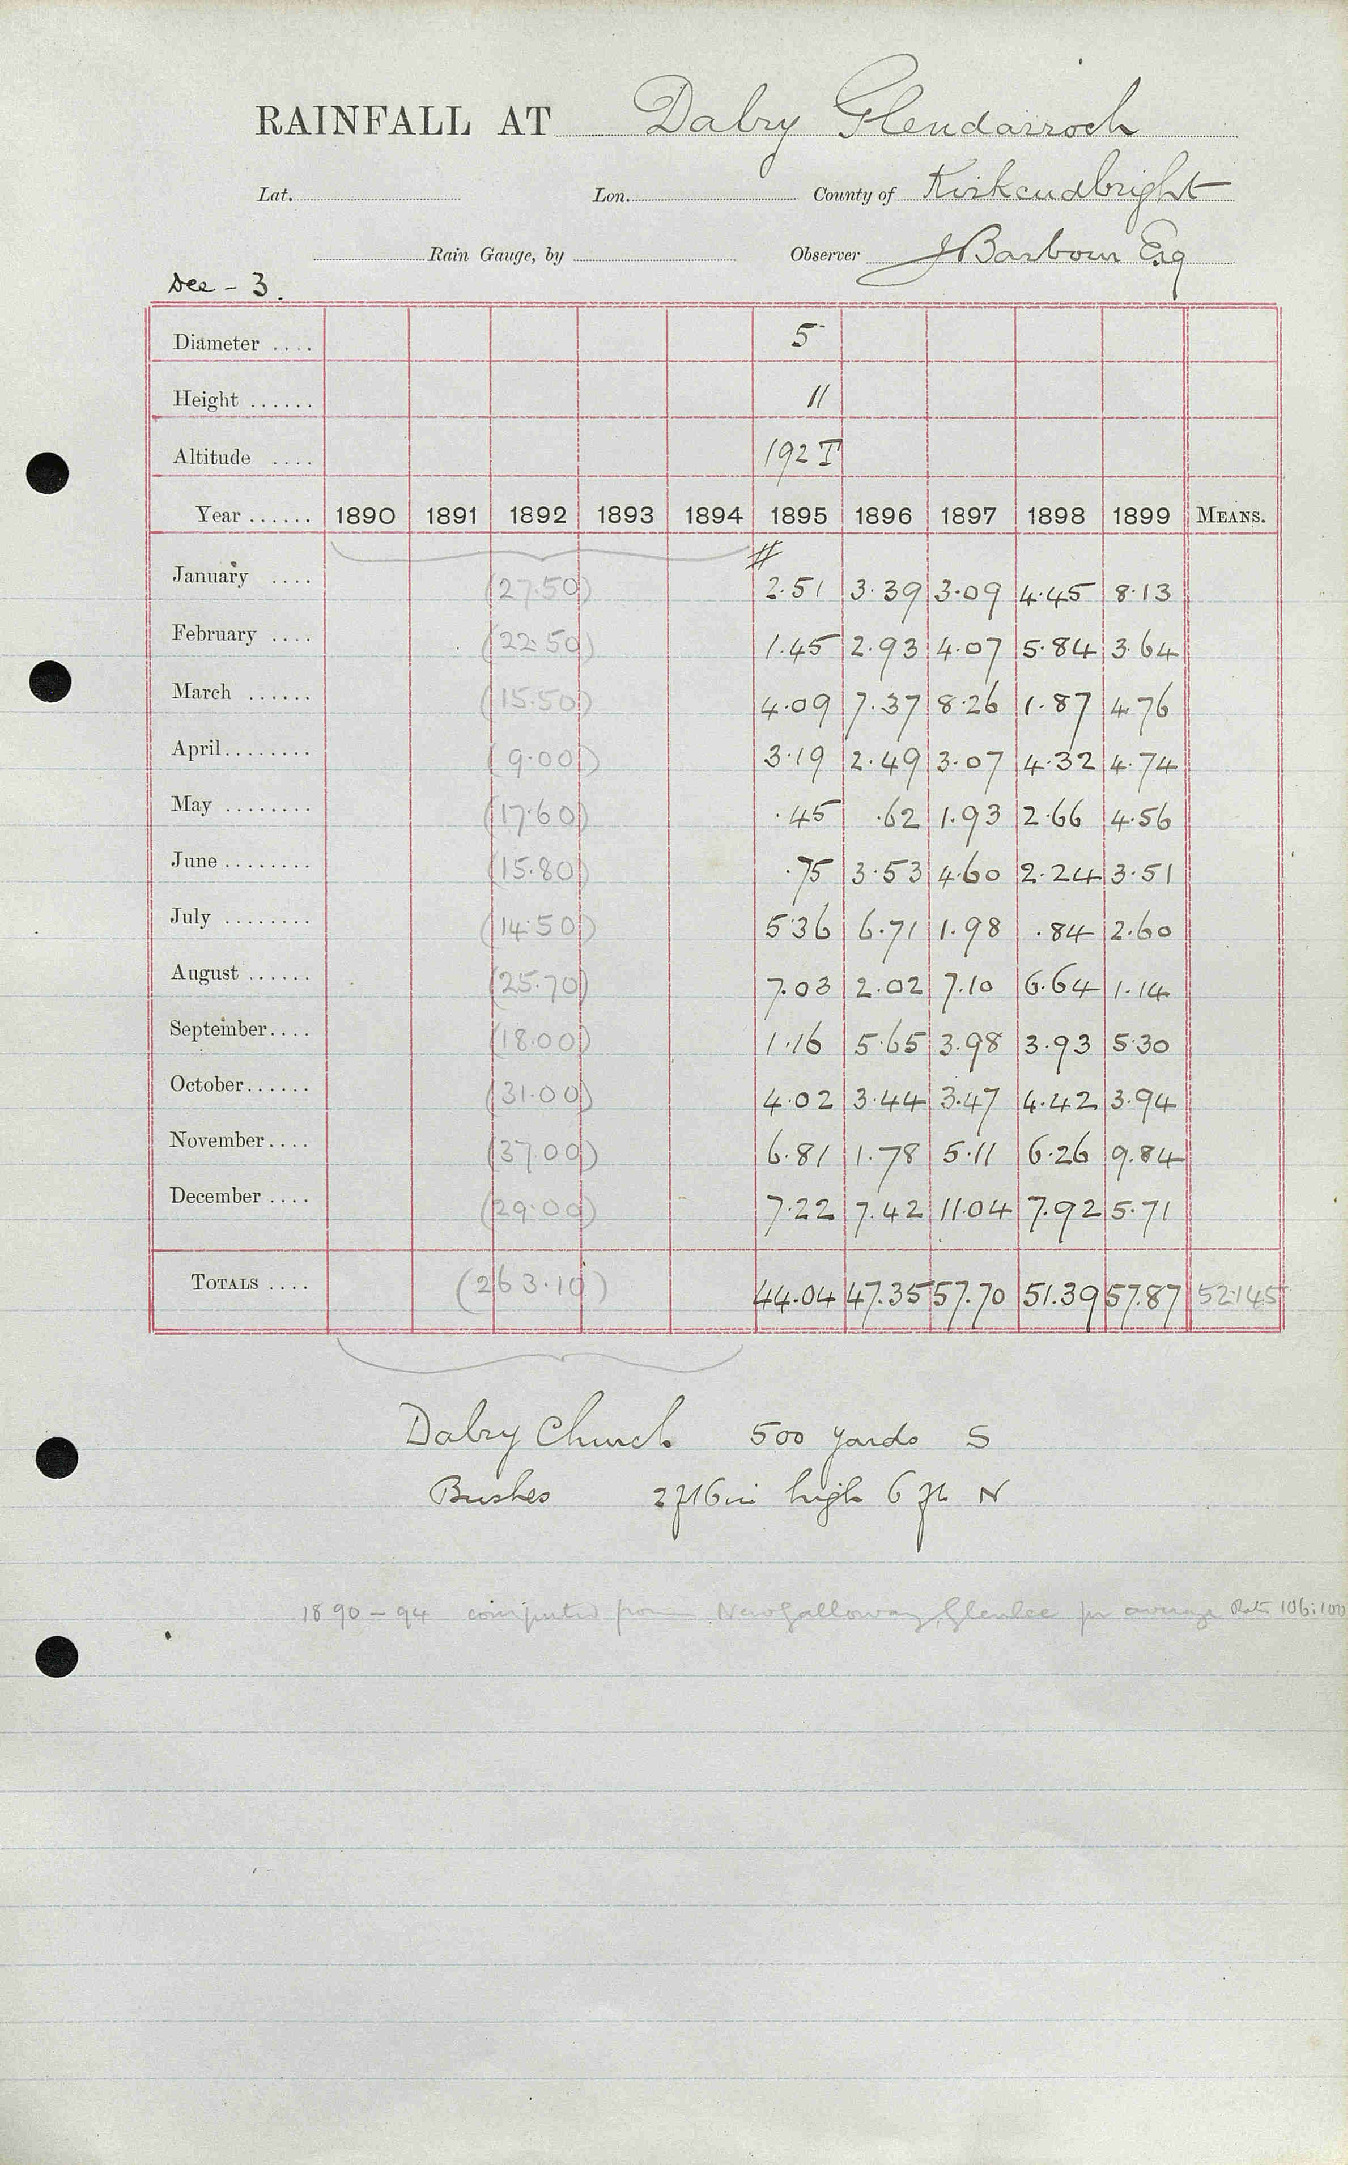 RAINFALL AT Dalry Glendarroch
Lat. Lon. County of Kirkcudbright
Rain Gauge, by Observer J Barbour Esq
Dee - 3.
Diameter .... 5
Height ...... 11
Altitude .... 192 T
Year ...... 1890 1891 1892 1893 1894 1895 1896 1897 1898 1899 MEANS.
#
January .... (27.50) 2.51 3.39 3.09 4.45 8.13
February .... (22.50) 1.45 2.93 4.07 5.84 3.64
March ...... (15.50) 4.09 7.37 8.26 1.87 4.76
April........ (9.00) 3.19 2.49 3.07 4.32 4.74
May ........ (17.60) .45 .62 1.93 2.66 4.56
June ........ (15.80) .75 3.53 4.60 2.24 3.51
July ........ (14.50) 5.36 6.71 1.98 .84 2.60
August ...... (25.70) 7.03 2.02 7.10 6.64 1.14
September.... (18.00) 1.16 5.65 3.98 3.93 5.30
October...... (31.00) 4.02 3.44 3.47 4.42 3.94
November.... (37.00) 6.81 1.78 5.11 6.26 9.84
December .... (29.00) 7.22 7.42 11.04 7.92 5.71
TOTALS .... (263.10) 44.04 47.35 57.70 51.39 57.87 52.145
Dalry Church 500 yards S
Bushes 2ft 6in high 6 ft N
1890 - 94 computed from New Galloway, Glenlee pr average Ratio 106:100